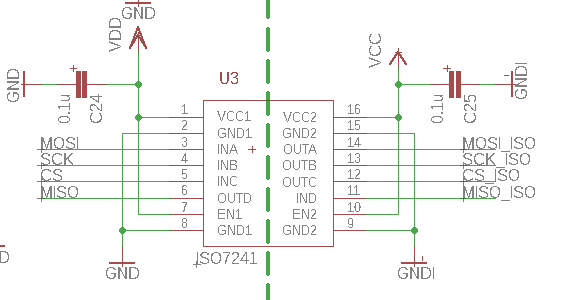 GND
VDD
VCC
GND
0.1u
C24
U3
0.1u
C25
GNDI
1 VCC1 VCC2 16
2 GND1 GND2 15
MOSI 3 INA OUTA 14 MOSI_ISO
SCK 4 INB OUTB 13 SCK_ISO
CS 5 INC OUTC 12 CS_ISO
MISO 6 OUTD IND 11 MISO_ISO
7 EN1 EN2 10
8 GND1 GND2 9
D
ISO7241
GND
GNDI